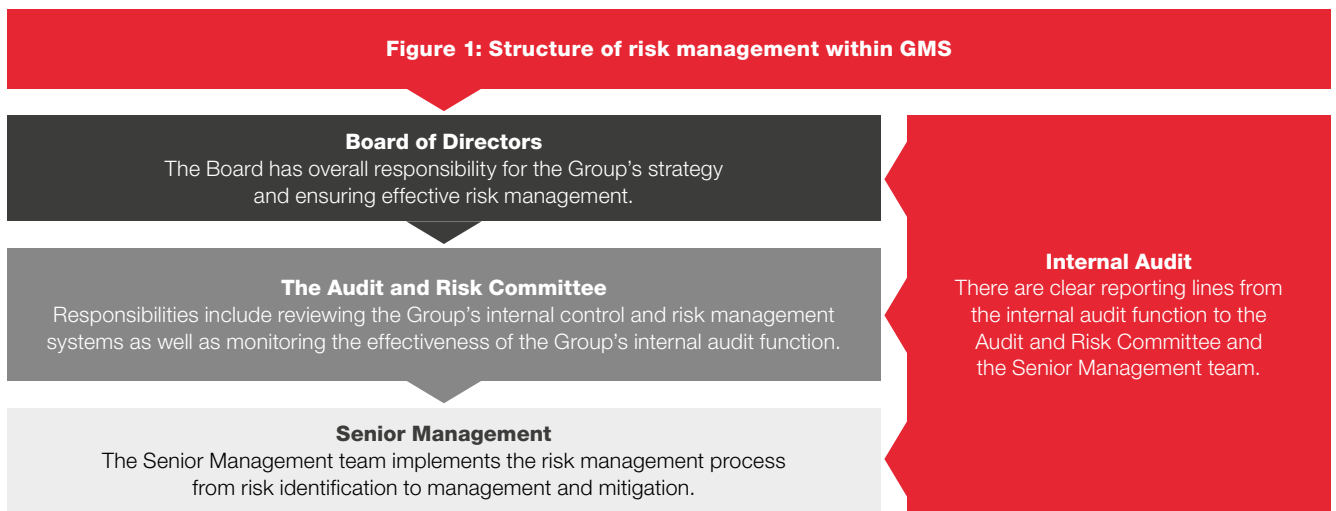 Figure 1: Structure of risk management within GMS
Board of Directors
The Board has overall responsibility for the Group’s strategy
and ensuring effective risk management.
The Audit and Risk Committee
Responsibilities include reviewing the Group’s internal control and risk management
systems as well as monitoring the effectiveness of the Group’s internal audit function.
Senior Management
The Senior Management team implements the risk management process
from risk identification to management and mitigation.
Internal Audit
There are clear reporting lines from
the internal audit function to the
Audit and Risk Committee and
the Senior Management team.